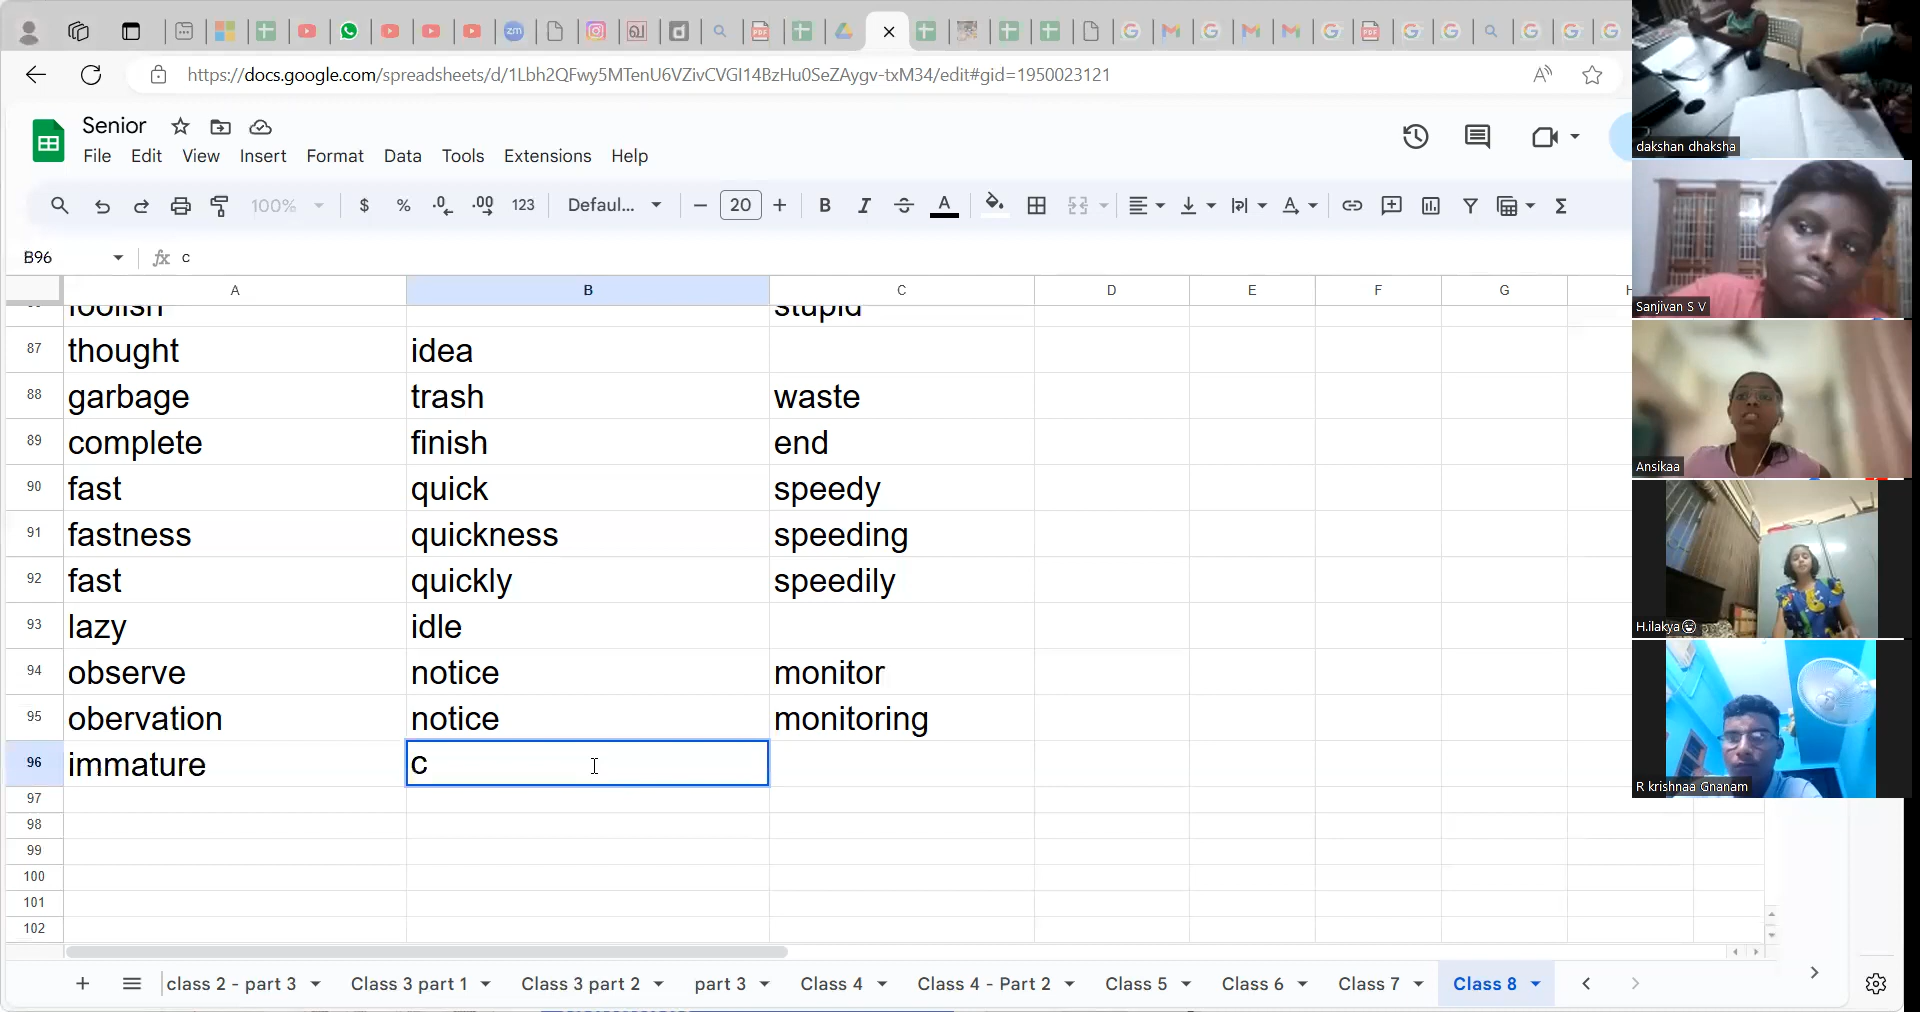 https://docs.google.com/spreadsheets/d/1Lbh2QFwy5MTenU6VZivCVGI14BzHu0SeZAygv-txM34/edit#gid=1950023121
Senior
File Edit View Insert Format Data Tools Extensions Help
100% $ % .0 .00 123 Defaul... 20 B I A
B96 fx c
A B C D E F G H
foolish stupid
87 thought idea
88 garbage trash waste
89 complete finish end
90 fast quick speedy
91 fastness quickness speeding
92 fast quickly speedily
93 lazy idle
94 observe notice monitor
95 obervation notice monitoring
96 immature c
97
98
99
100
101
102
class 2 - part 3 Class 3 part 1 Class 3 part 2 part 3 Class 4 Class 4 - Part 2 Class 5 Class 6 Class 7 Class 8
dakshan dhaksha
Sanjivan S V
Ansikaa
H.ilakya
R krishnaa Gnanam